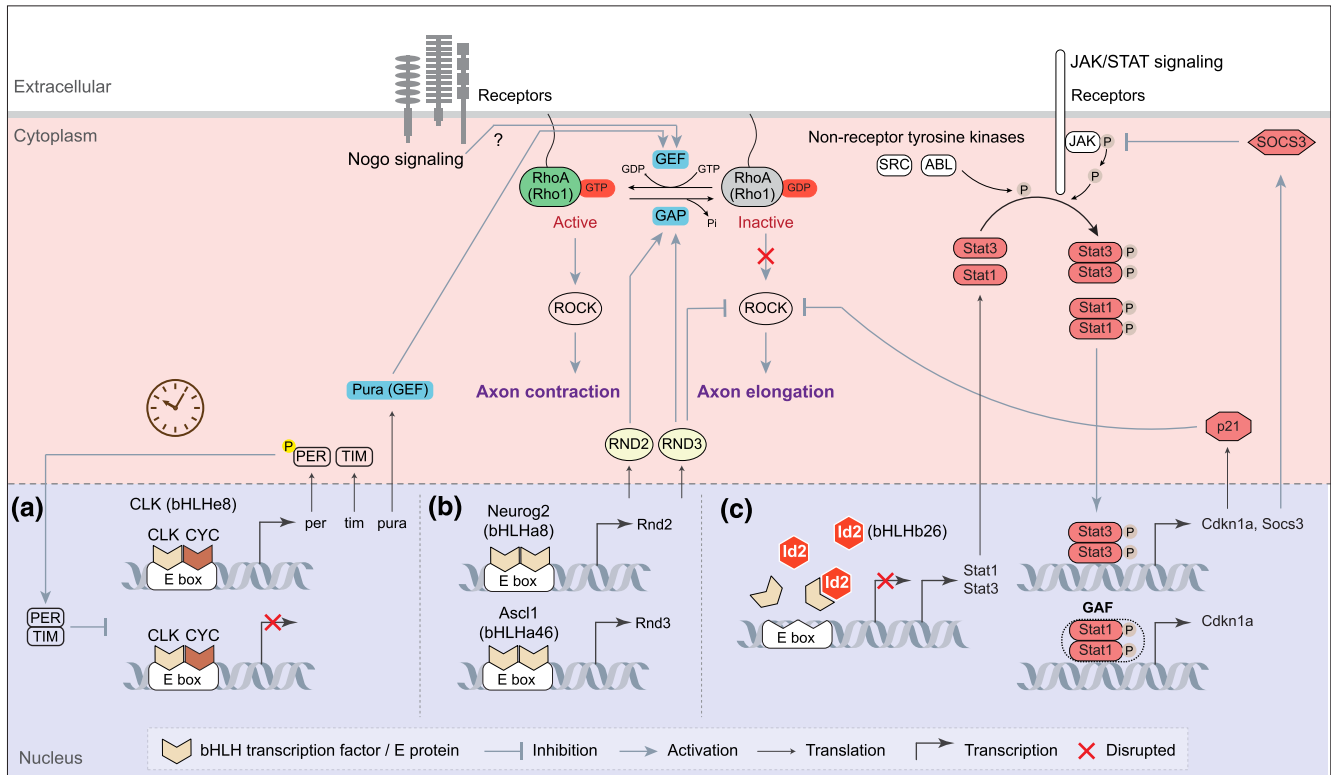 Extracellular
Cytoplasm
Receptors
Nogo signaling
?
GEF
GDP
GTP
RhoA
(Rho1)
GTP
RhoA
(Rho1)
GDP
GAP
Pi
Active
Inactive
ROCK
ROCK
Axon contraction
Axon elongation
JAK/STAT signaling
Receptors
Non-receptor tyrosine kinases
SRC
ABL
JAK
P
P
P
SOCS3
Stat3
Stat1
Stat3
Stat3
P
P
Stat1
Stat1
P
P
Pura (GEF)
RND2
RND3
p21
P
PER
TIM
(a)
CLK (bHLHe8)
CLK CYC
E box
per
tim
pura
PER
TIM
CLK CYC
E box
(b)
Neurog2
(bHLHa8)
E box
Rnd2
Ascl1
(bHLHa46)
E box
Rnd3
(c)
Id2
Id2
(bHLHb26)
Id2
E box
Stat1
Stat3
Stat3
Stat3
P
P
Cdkn1a, Socs3
GAF
Stat1
Stat1
P
P
Cdkn1a
Nucleus
bHLH transcription factor / E protein
Inhibition
Activation
Translation
Transcription
Disrupted